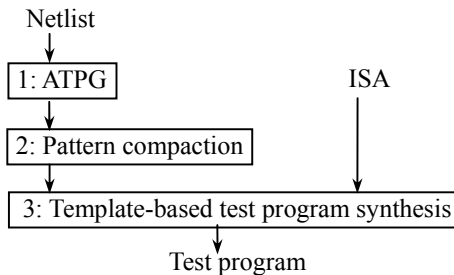 Netlist
1: ATPG
ISA
2: Pattern compaction
3: Template-based test program synthesis
Test program